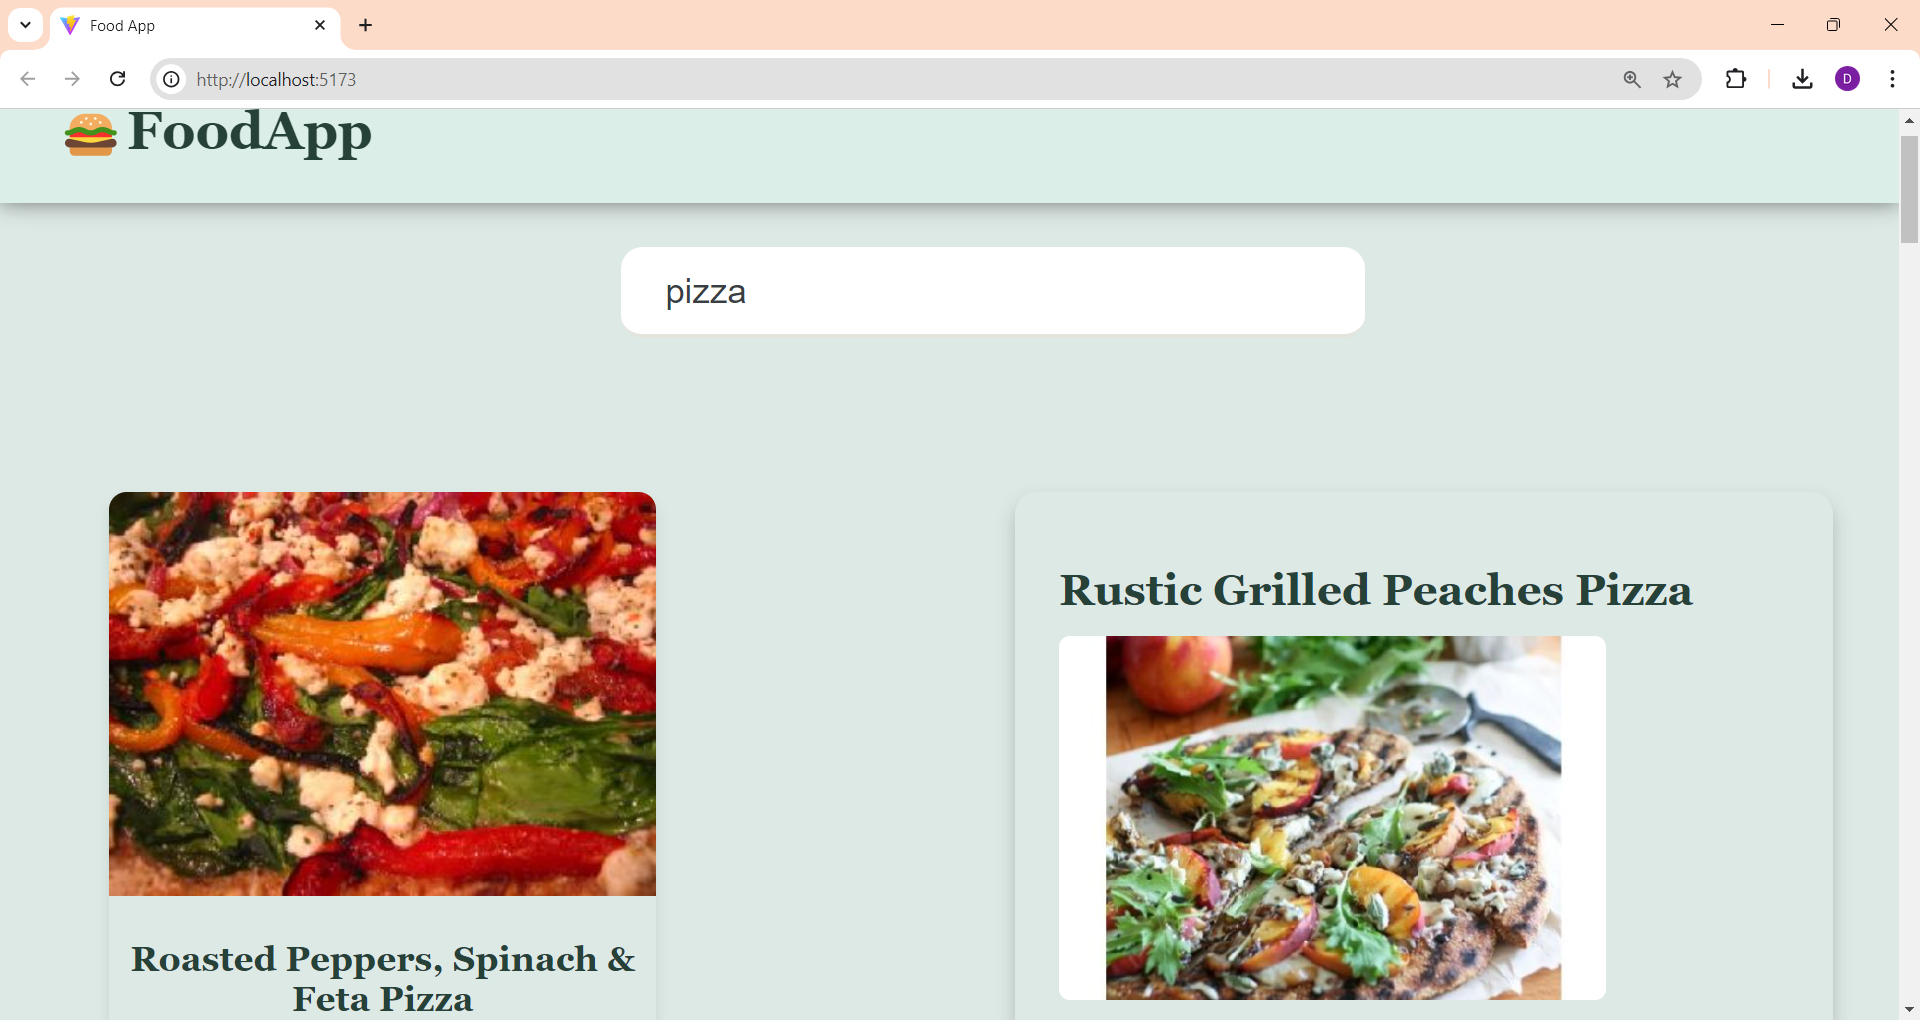 Food App
http://localhost:5173
D
FoodApp
pizza
Rustic Grilled Peaches Pizza
Roasted Peppers, Spinach &
Feta Pizza